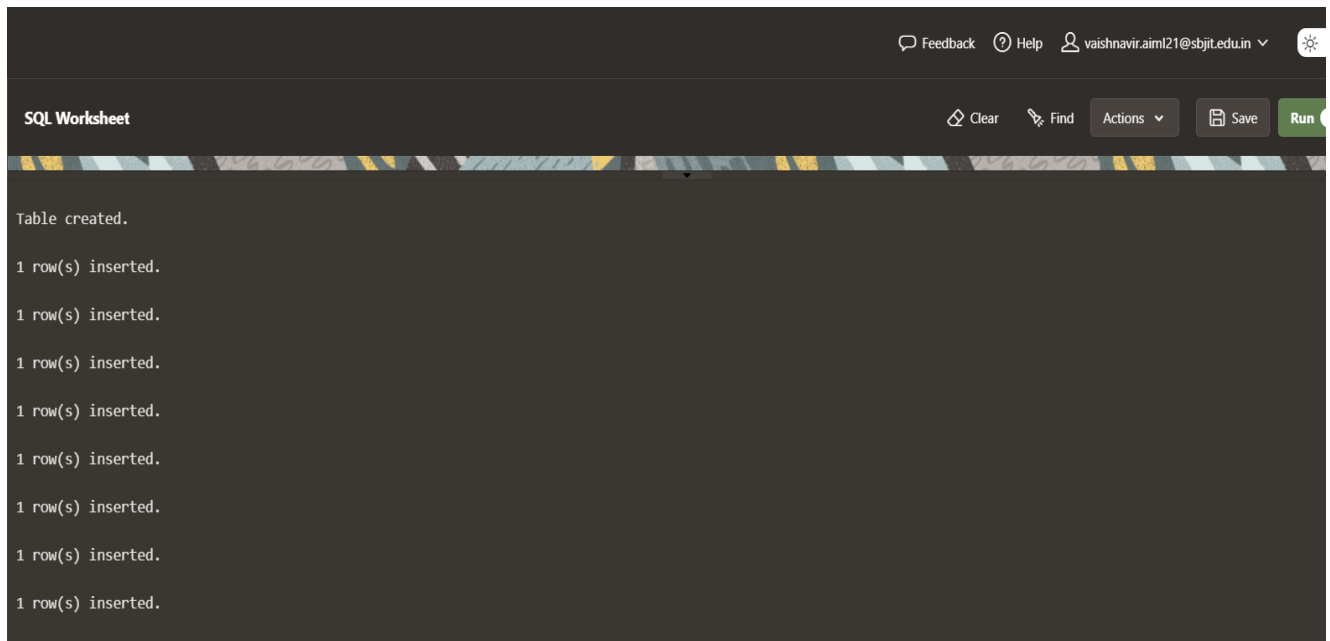 Feedback Help vaishnavir.aiml21@sbjit.edu.in
SQL Worksheet Clear Find Actions Save Run
Table created.
1 row(s) inserted.
1 row(s) inserted.
1 row(s) inserted.
1 row(s) inserted.
1 row(s) inserted.
1 row(s) inserted.
1 row(s) inserted.
1 row(s) inserted.